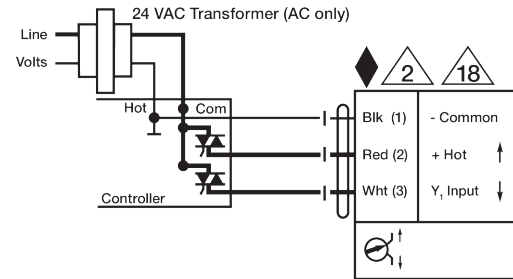 24 VAC Transformer (AC only)
Line
Volts
2
18
Hot
Com
Blk (1)
- Common
Red (2)
+ Hot
Wht (3)
Y1 Input
Controller